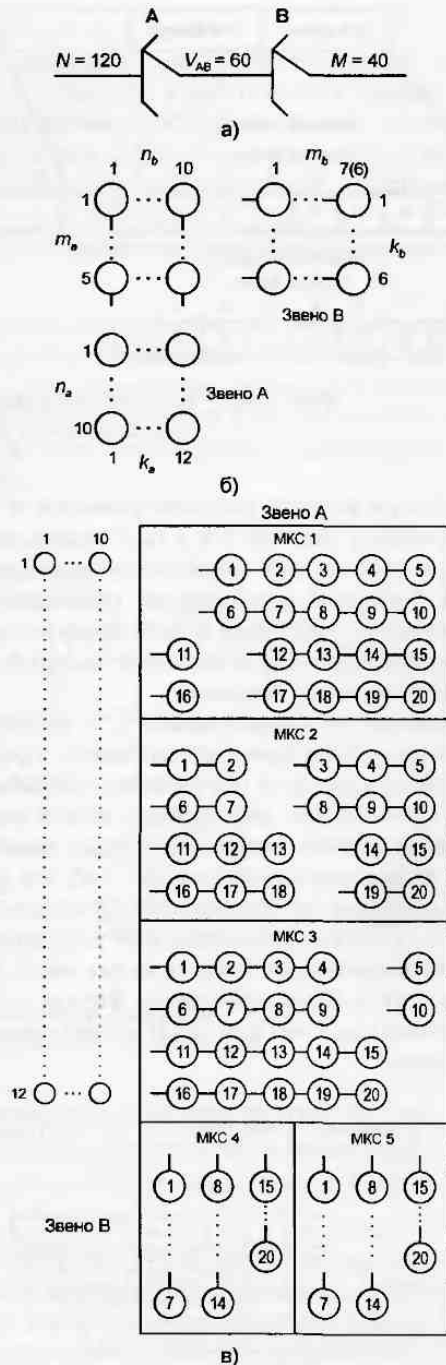 A B
N = 120 V_AB = 60 M = 40
а)
n_b m_b
1 10 1 7(6)
1 1
m_a k_b
5 6
Звено В
1
n_a Звено А
10
1 12
k_a
б)
Звено А
1 10
1
МКС 1
1 2 3 4 5
6 7 8 9 10
11 12 13 14 15
16 17 18 19 20
МКС 2
1 2 3 4 5
6 7 8 9 10
11 12 13 14 15
16 17 18 19 20
МКС 3
1 2 3 4 5
6 7 8 9 10
11 12 13 14 15
12
16 17 18 19 20
МКС 4 МКС 5
1 8 15 1 8 15
Звено В
20 20
7 14 7 14
в)